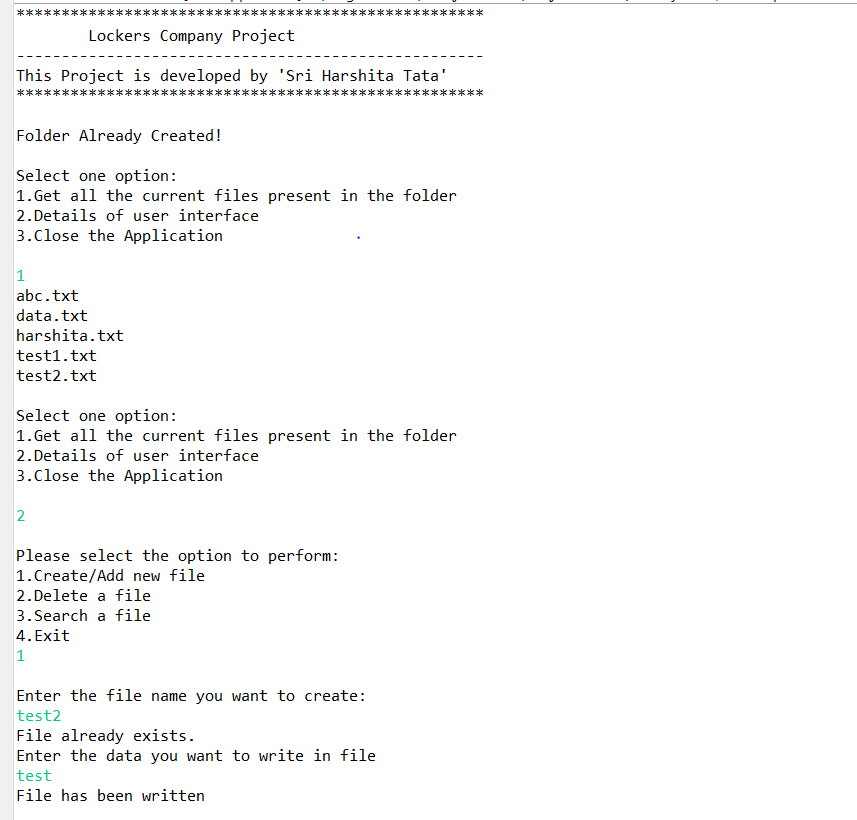 ****************************************************
        Lockers Company Project
----------------------------------------------------
This Project is developed by 'Sri Harshita Tata'
****************************************************
Folder Already Created!
Select one option:
1.Get all the current files present in the folder
2.Details of user interface
3.Close the Application
1
abc.txt
data.txt
harshita.txt
test1.txt
test2.txt
Select one option:
1.Get all the current files present in the folder
2.Details of user interface
3.Close the Application
2
Please select the option to perform:
1.Create/Add new file
2.Delete a file
3.Search a file
4.Exit
1
Enter the file name you want to create:
test2
File already exists.
Enter the data you want to write in file
test
File has been written